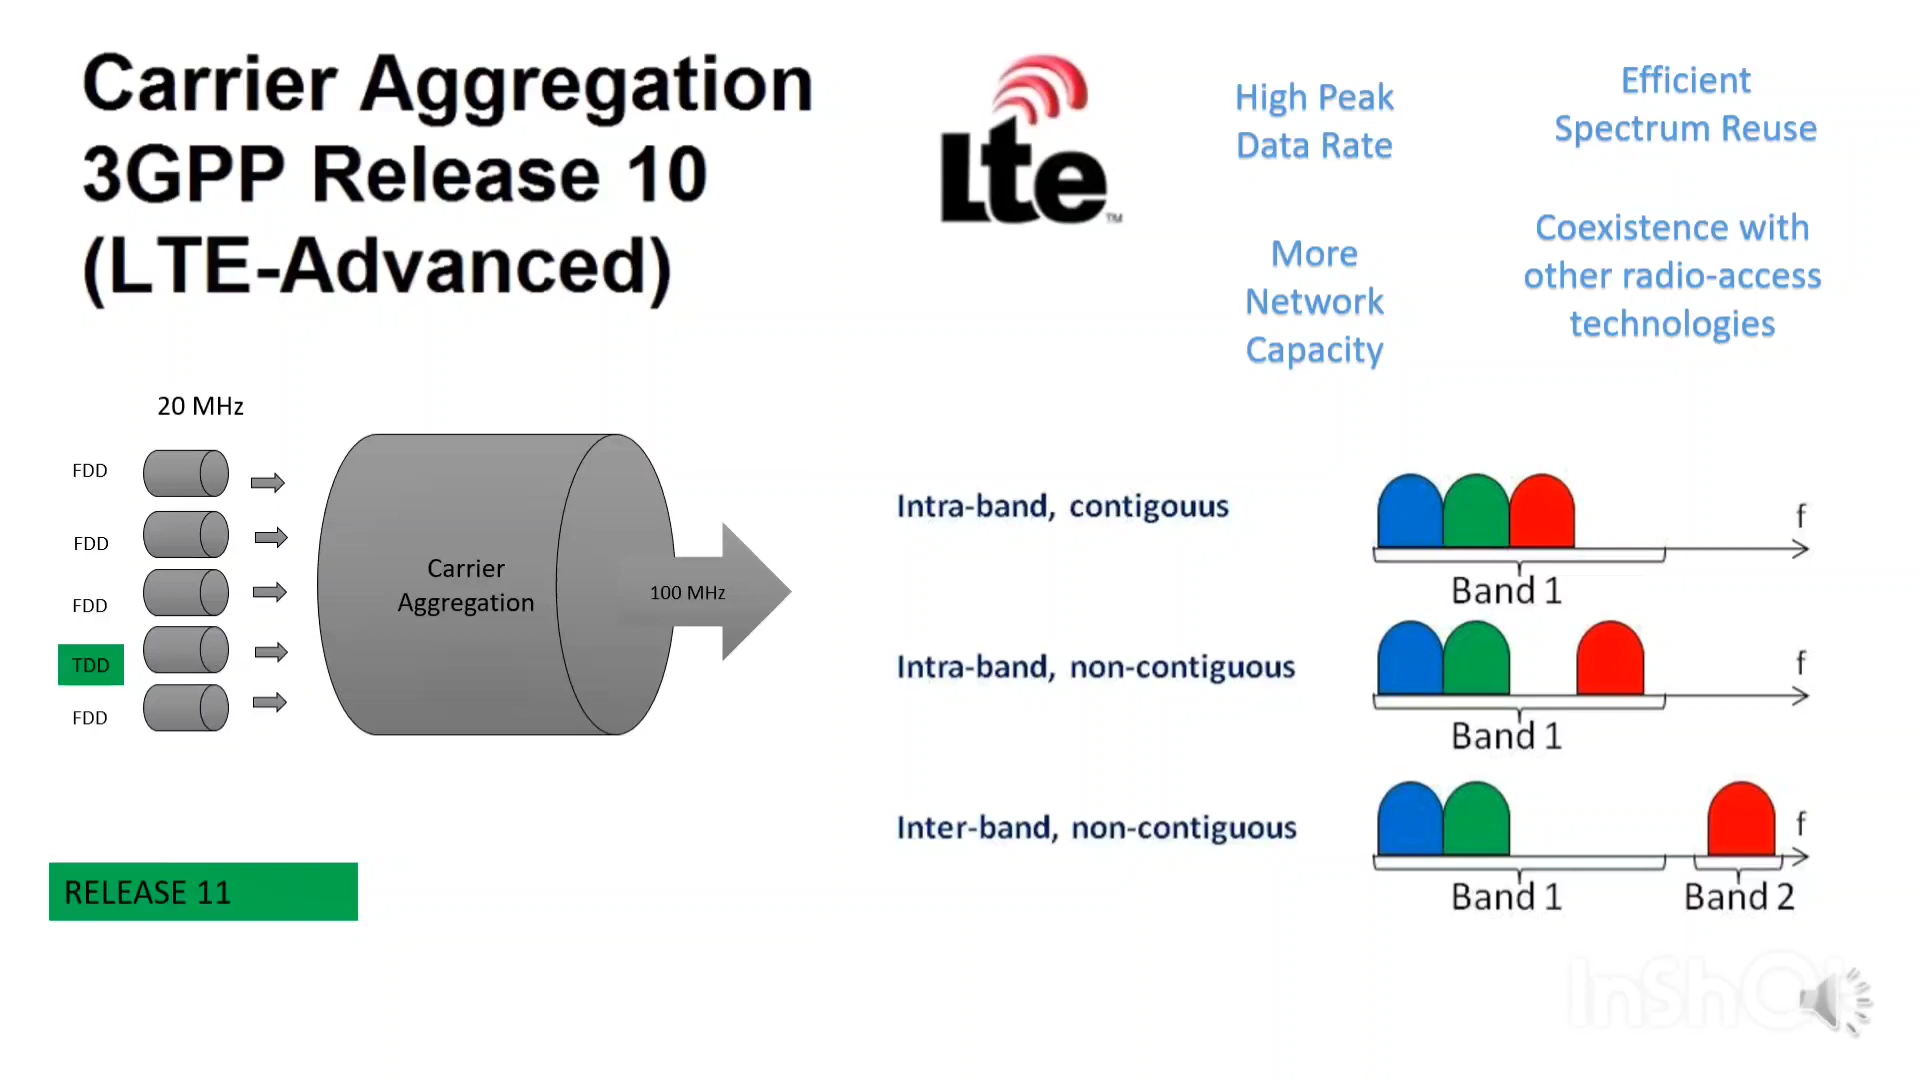 Carrier Aggregation
3GPP Release 10
(LTE-Advanced)
Lte
TM
High Peak
Data Rate
Efficient
Spectrum Reuse
More
Network
Capacity
Coexistence with
other radio-access
technologies
20 MHz
FDD
FDD
FDD
TDD
FDD
Carrier
Aggregation
100 MHz
RELEASE 11
Intra-band, contigouus
f
Band 1
Intra-band, non-contiguous
f
Band 1
Inter-band, non-contiguous
f
Band 1
Band 2